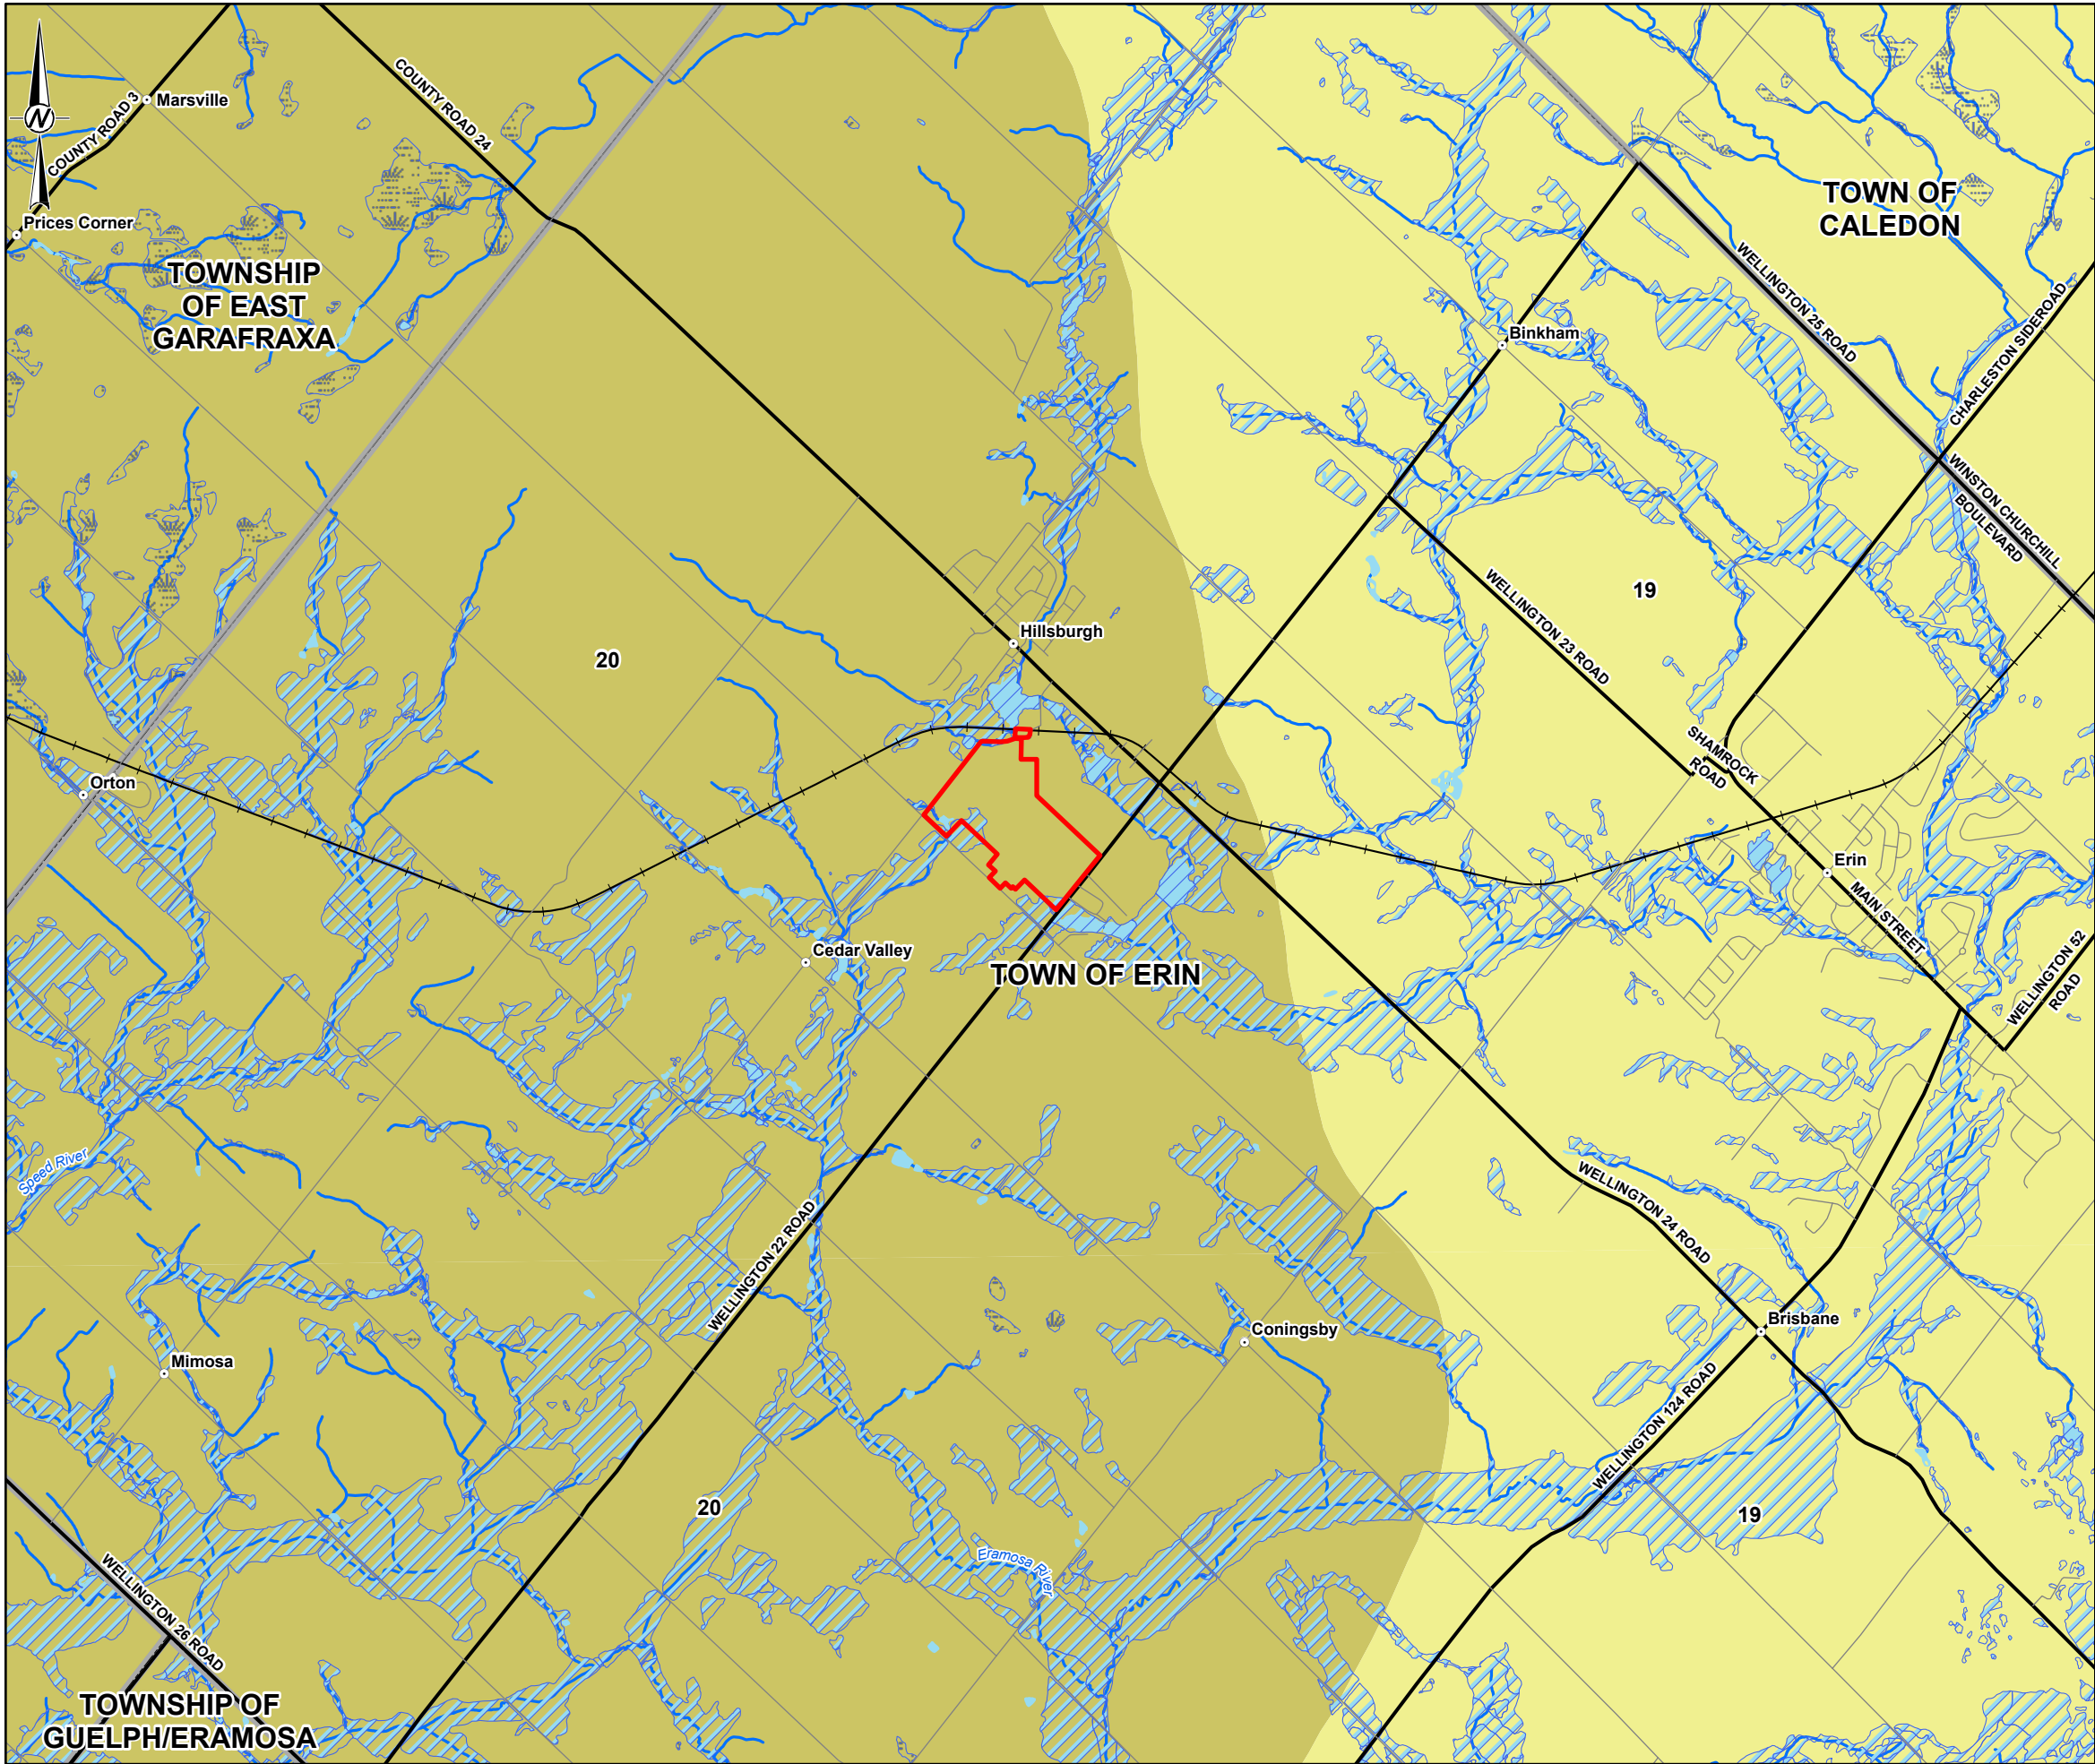 COUNTY ROAD 3
Marsville
COUNTY ROAD 24
N
Prices Corner
TOWNSHIP
OF EAST
GARAFRAXA
TOWN OF
CALEDON
WELLINGTON 25 ROAD
CHARLESTON SIDEROAD
Binkham
WINSTON CHURCHILL
BOULEVARD
19
WELLINGTON 23 ROAD
Hillsburgh
20
SHAMROCK
ROAD
Orton
Erin
MAIN STREET
Cedar Valley
TOWN OF ERIN
WELLINGTON 52
ROAD
Speed River
WELLINGTON 22 ROAD
WELLINGTON 24 ROAD
Coningsby
Brisbane
Mimosa
WELLINGTON 124 ROAD
20
19
Eramosa River
WELLINGTON 26 ROAD
TOWNSHIP OF
GUELPH/ERAMOSA